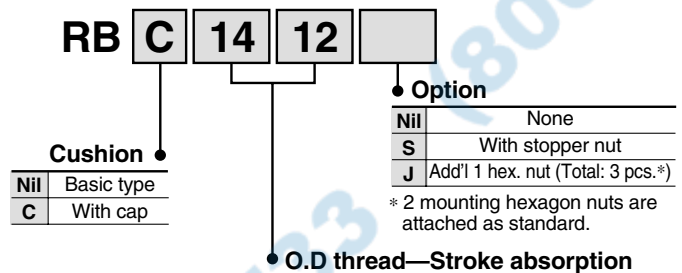 RB C 14 12
Option
Nil None
S With stopper nut
J Add'l 1 hex. nut (Total: 3 pcs.*)
* 2 mounting hexagon nuts are
attached as standard.
Cushion
Nil Basic type
C With cap
O.D thread—Stroke absorption